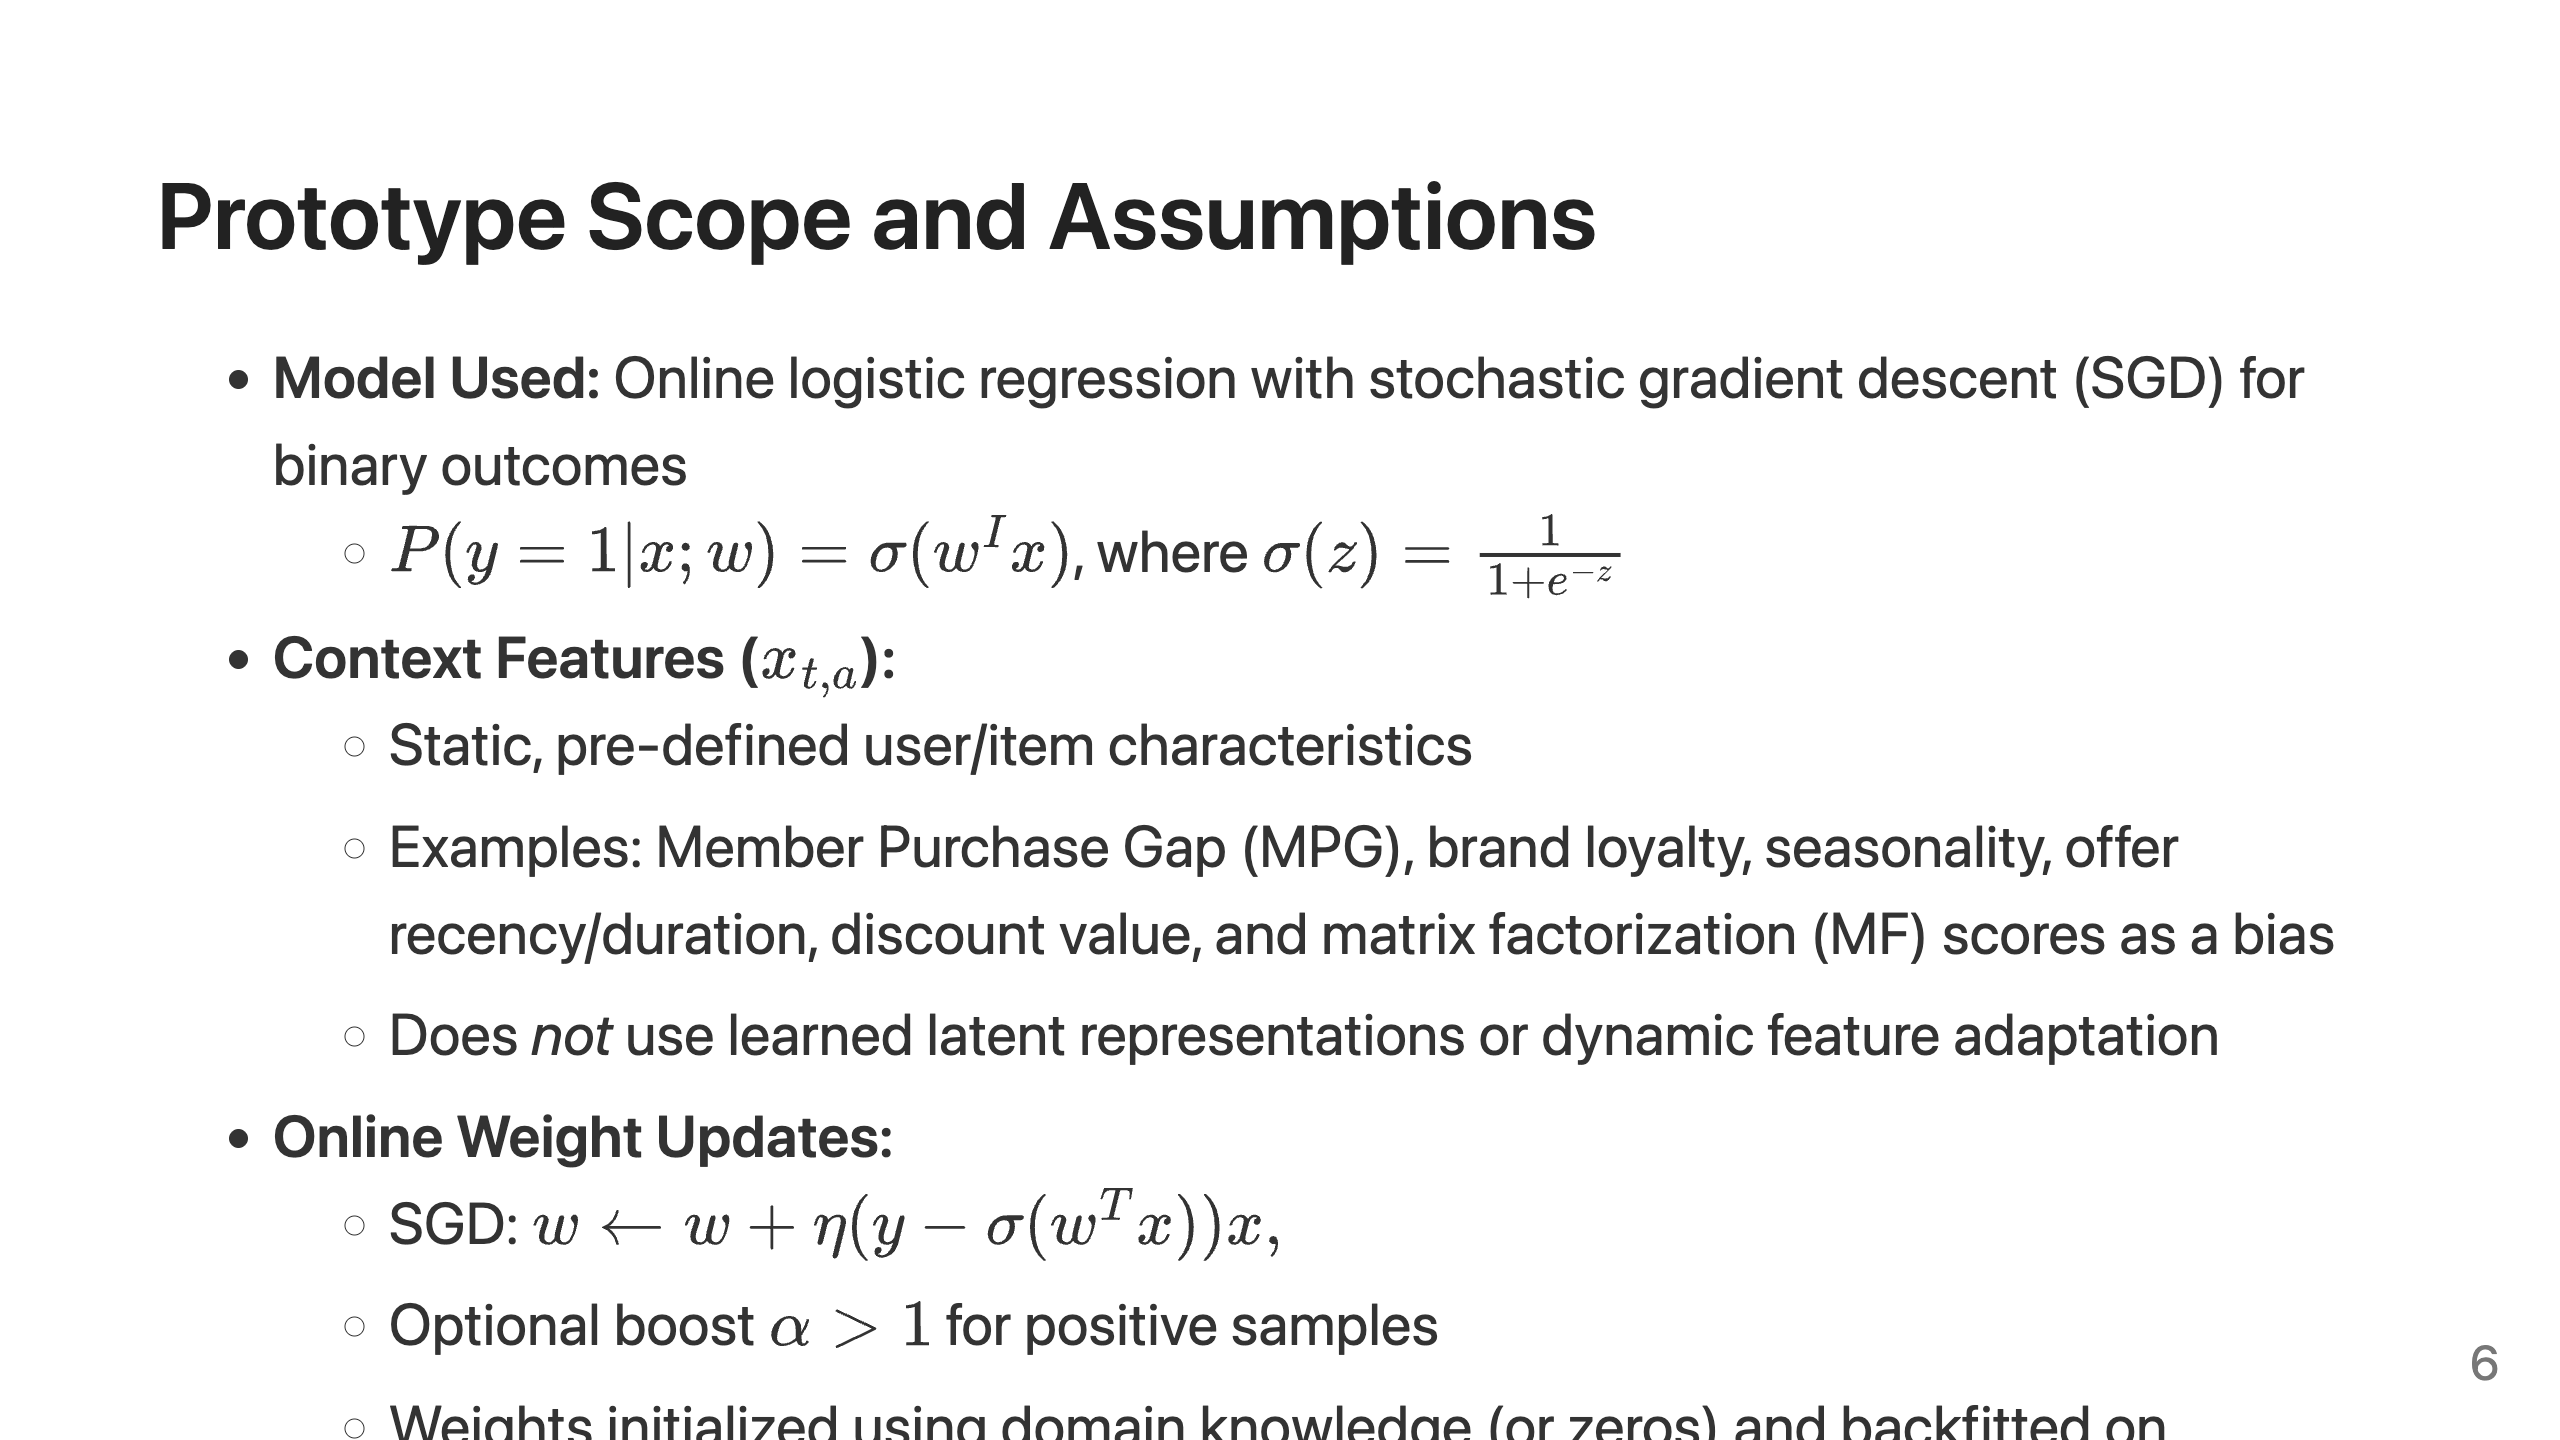 Prototype Scope and Assumptions
• Model Used: Online logistic regression with stochastic gradient descent (SGD) for
binary outcomes
○ P(y = 1|x; w) = σ(w^I x), where σ(z) = \frac{1}{1+e^{-z}}
• Context Features (x_{t,a}):
○ Static, pre-defined user/item characteristics
○ Examples: Member Purchase Gap (MPG), brand loyalty, seasonality, offer
recency/duration, discount value, and matrix factorization (MF) scores as a bias
○ Does not use learned latent representations or dynamic feature adaptation
• Online Weight Updates:
○ SGD: w ← w + η(y − σ(w^T x))x,
○ Optional boost α > 1 for positive samples
○ Weights initialized using domain knowledge (or zeros) and backfitted on
6